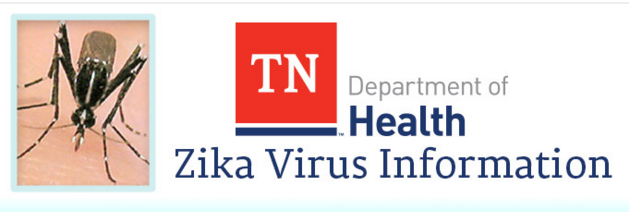 TN
Department of
Health
Zika Virus Information